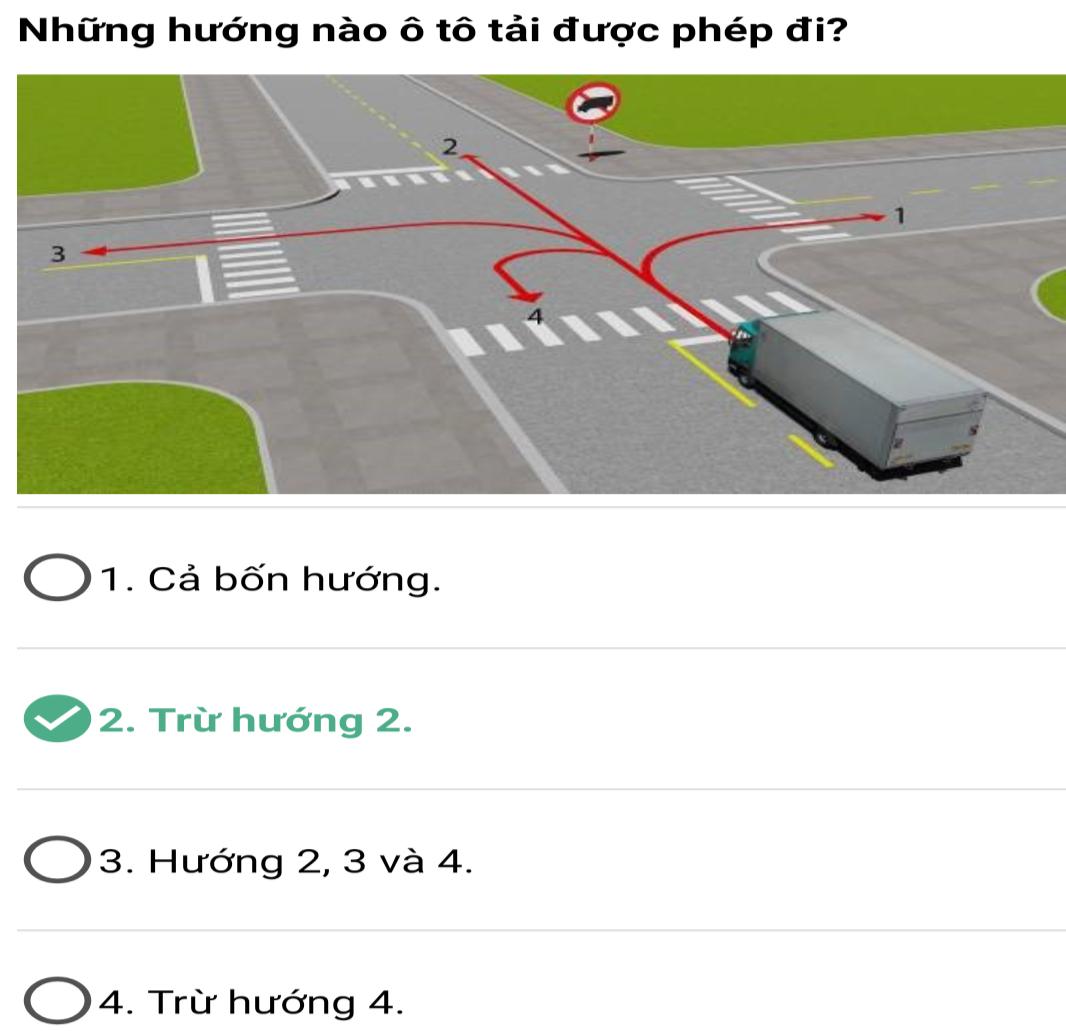 Những hướng nào ô tô tải được phép đi?
2
1
3
4
1. Cả bốn hướng.
2. Trừ hướng 2.
3. Hướng 2, 3 và 4.
4. Trừ hướng 4.